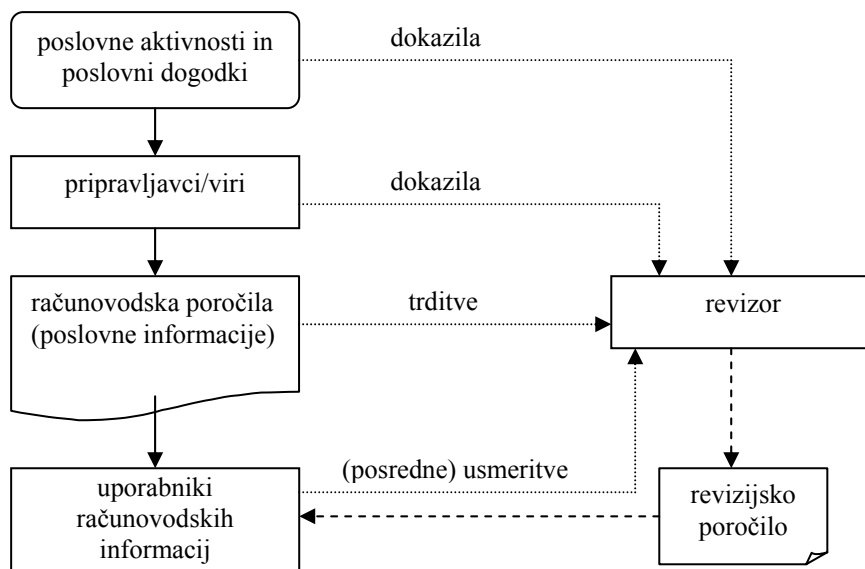 poslovne aktivnosti in
poslovni dogodki
dokazila
pripravljavci/viri
dokazila
računovodska poročila
(poslovne informacije)
trditve
revizor
uporabniki
računovodskih
informacij
(posredne) usmeritve
revizijsko
poročilo